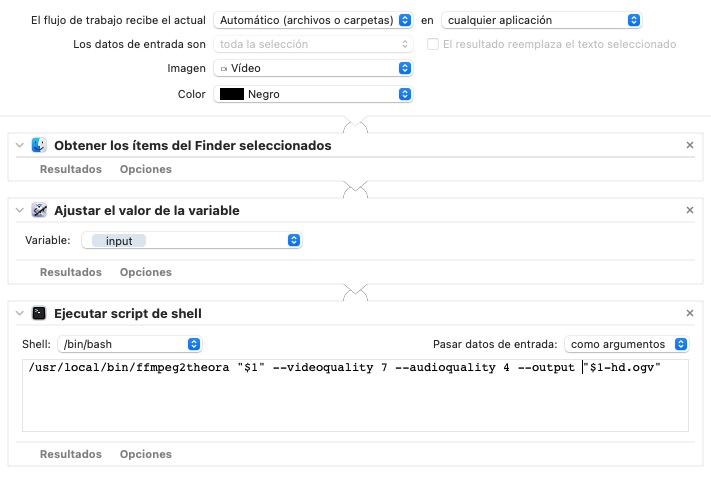 El flujo de trabajo recibe el actual Automático (archivos o carpetas) en cualquier aplicación
Los datos de entrada son toda la selección El resultado reemplaza el texto seleccionado
Imagen Vídeo
Color Negro
Obtener los ítems del Finder seleccionados
Resultados Opciones
Ajustar el valor de la variable
Variable: input
Resultados Opciones
Ejecutar script de shell
Shell: /bin/bash Pasar datos de entrada: como argumentos
/usr/local/bin/ffmpeg2theora "$1" --videoquality 7 --audioquality 4 --output "$1-hd.ogv"
Resultados Opciones